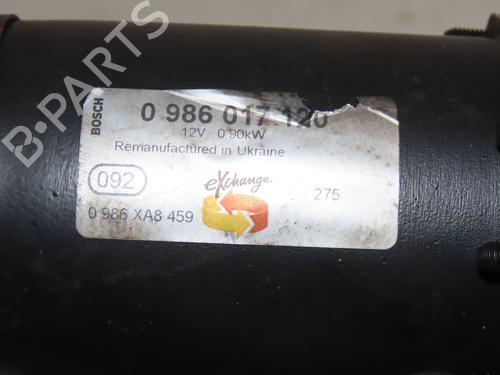 BOSCH
0 986 017 120
12V 0.90kW
Remanufactured in Ukraine
092
eXchange.
275
0 986 XA8 459
B-PARTS